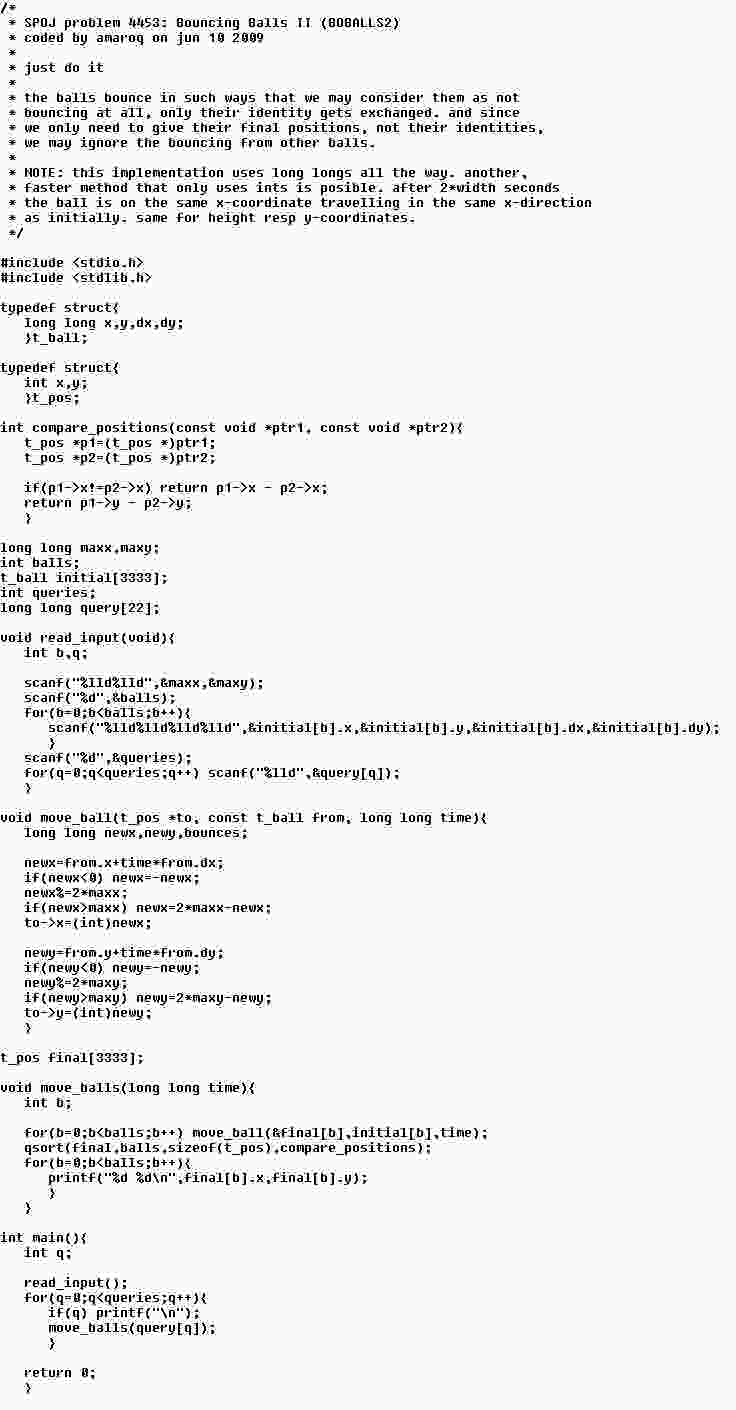 /*
 * SPOJ problem 4453: Bouncing Balls II (BOBALLS2)
 * coded by amaroq on jun 10 2009
 *
 * just do it
 *
 * the balls bounce in such ways that we may consider them as not
 * bouncing at all, only their identity gets exchanged. and since
 * we only need to give their final positions, not their identities,
 * we may ignore the bouncing from other balls.
 *
 * NOTE: this implementation uses long longs all the way. another,
 * faster method that only uses ints is posible. after 2*width seconds
 * the ball is on the same x-coordinate travelling in the same x-direction
 * as initially. same for height resp y-coordinates.
 */

#include <stdio.h>
#include <stdlib.h>

typedef struct{
   long long x,y,dx,dy;
   }t_ball;

typedef struct{
   int x,y;
   }t_pos;

int compare_positions(const void *ptr1, const void *ptr2){
   t_pos *p1=(t_pos *)ptr1;
   t_pos *p2=(t_pos *)ptr2;

   if(p1->x!=p2->x) return p1->x - p2->x;
   return p1->y - p2->y;
   }

long long maxx,maxy;
int balls;
t_ball initial[3333];
int queries;
long long query[22];

void read_input(void){
   int b,q;

   scanf("%lld%lld",&maxx,&maxy);
   scanf("%d",&balls);
   for(b=0;b<balls;b++){
      scanf("%lld%lld%lld%lld",&initial[b].x,&initial[b].y,&initial[b].dx,&initial[b].dy);
      }
   scanf("%d",&queries);
   for(q=0;q<queries;q++) scanf("%lld",&query[q]);
   }

void move_ball(t_pos *to, const t_ball from, long long time){
   long long newx,newy,bounces;

   newx=from.x+time*from.dx;
   if(newx<0) newx=-newx;
   newx%=2*maxx;
   if(newx>maxx) newx=2*maxx-newx;
   to->x=(int)newx;

   newy=from.y+time*from.dy;
   if(newy<0) newy=-newy;
   newy%=2*maxy;
   if(newy>maxy) newy=2*maxy-newy;
   to->y=(int)newy;
   }

t_pos final[3333];

void move_balls(long long time){
   int b;

   for(b=0;b<balls;b++) move_ball(&final[b],initial[b],time);
   qsort(final,balls,sizeof(t_pos),compare_positions);
   for(b=0;b<balls;b++){
      printf("%d %d\n",final[b].x,final[b].y);
      }
   }

int main(){
   int q;

   read_input();
   for(q=0;q<queries;q++){
      if(q) printf("\n");
      move_balls(query[q]);
      }

   return 0;
   }